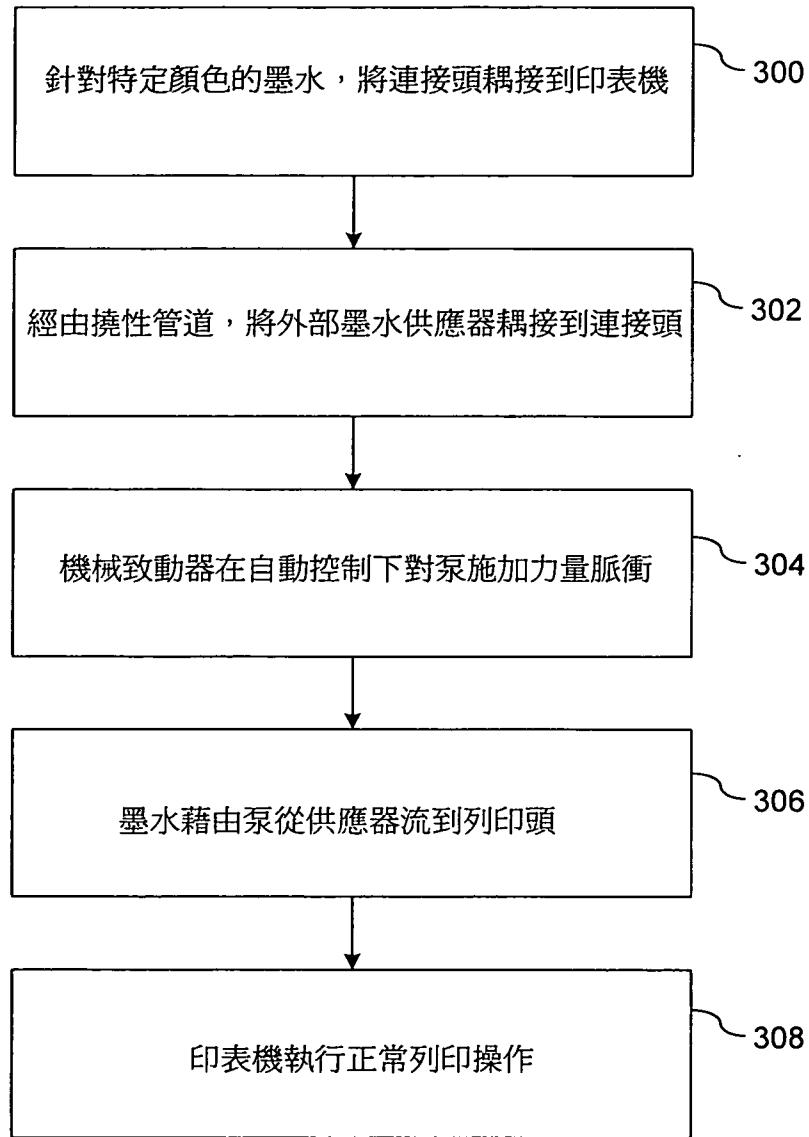 針對特定顏色的墨水，將連接頭耦接到印表機
300
經由撓性管道，將外部墨水供應器耦接到連接頭
302
機械致動器在自動控制下對泵施加力量脈衝
304
墨水藉由泵從供應器流到列印頭
306
印表機執行正常列印操作
308